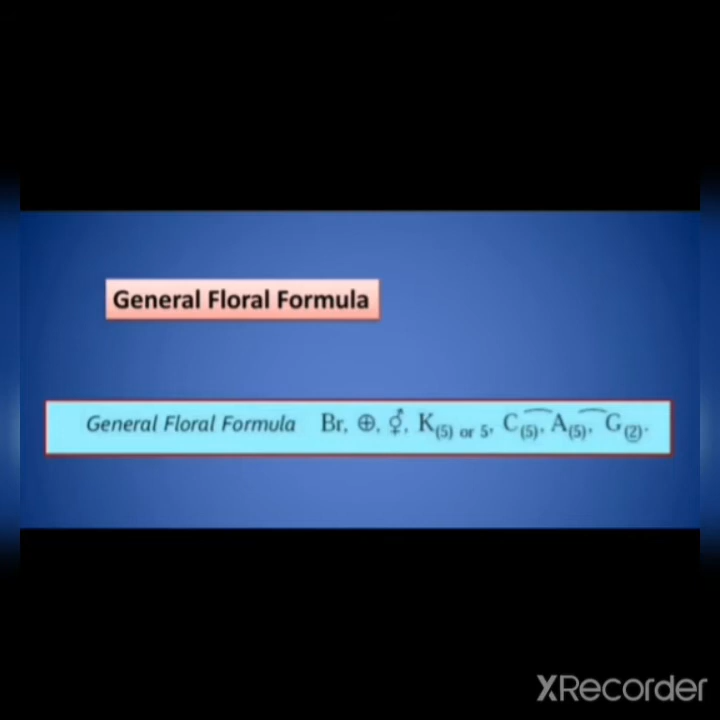 General Floral Formula
General Floral Formula Br, ⊕, ⚥, K(5) or 5, C(5), A(5), G(2).
XRecorder